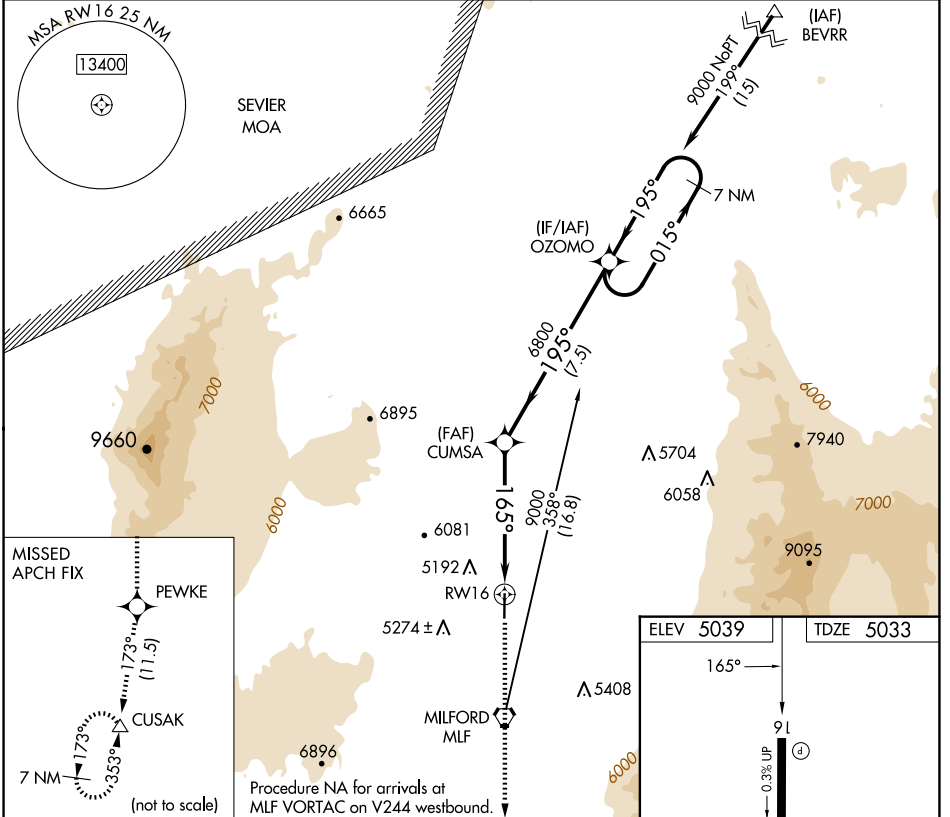 MSA RW16 25 NM
13400
SEVIER
MOA
(IAF)
BEVRR
9000 NoPT
199°
(15)
7 NM
195°
015°
(IF/IAF)
OZOMO
6665
6800
195°
(7.5)
7000
6895
9660
(FAF)
CUMSA
6000
5704
7940
6058
7000
6000
165°
9000
358°
(16.8)
6081
9095
5192
RW16
5274 ±
MISSED
APCH FIX
PEWKE
173°
(11.5)
CUSAK
173°
353°
7 NM
(not to scale)
5408
MILFORD
MLF
6896
6000
Procedure NA for arrivals at
MLF VORTAC on V244 westbound.
ELEV 5039
TDZE 5033
165°
16
P
0.3% UP